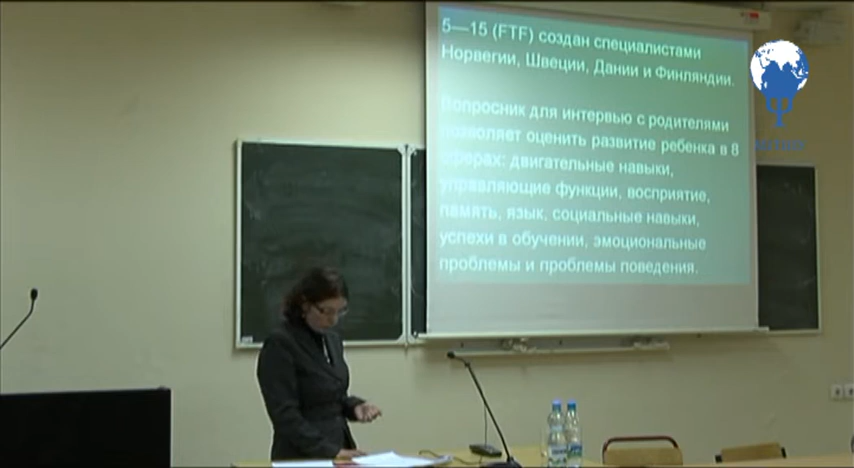 5—15 (FTF) создан специалистами
Норвегии, Швеции, Дании и Финляндии.
Вопросник для интервью с родителями
позволяет оценить развитие ребенка в 8
сферах: двигательные навыки,
управляющие функции, восприятие,
память, язык, социальные навыки,
успехи в обучении, эмоциональные
проблемы и проблемы поведения.